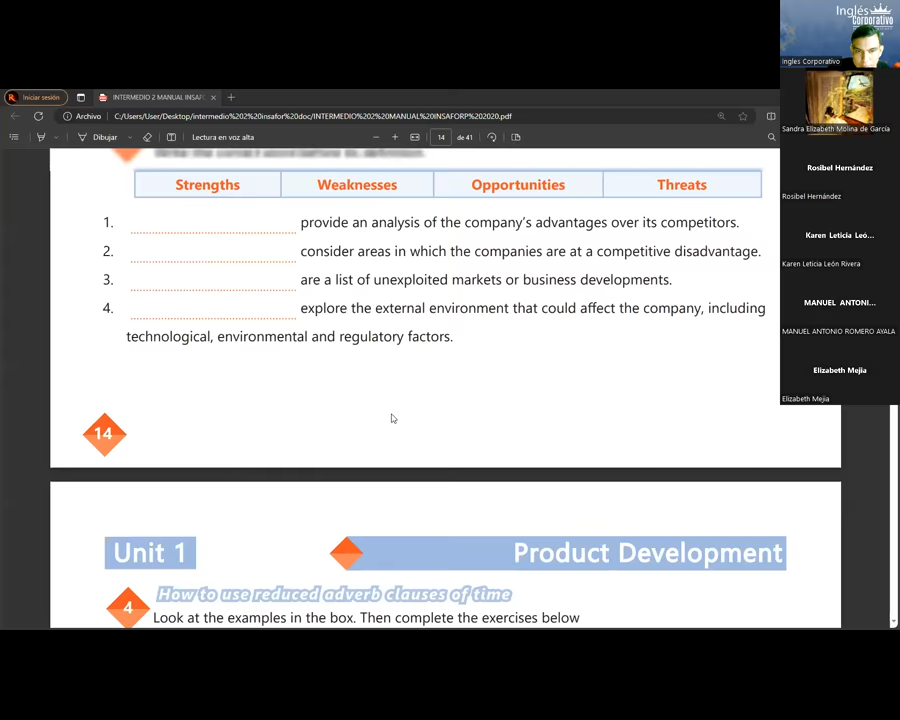 Inglés
Corporativo
Ingles Corporativo
Iniciar sesión
INTERMEDIO 2 MANUAL INSAFOR
Archivo
C:/Users/User/Desktop/intermedio%202%20insafor%20doc/INTERMEDIO%202%20MANUAL%20INSAFORP%202020.pdf
Dibujar
Lectura en voz alta
14 de 41
Sandra Elizabeth Molina de García
Strengths Weaknesses Opportunities Threats
Rosibel Hernández
Rosibel Hernández
1. provide an analysis of the company's advantages over its competitors.
Karen Leticia Leó...
2. consider areas in which the companies are at a competitive disadvantage.
Karen Leticia León Rivera
3. are a list of unexploited markets or business developments.
MANUEL ANTONI...
4. explore the external environment that could affect the company, including
MANUEL ANTONIO ROMERO AYALA
technological, environmental and regulatory factors.
Elizabeth Mejia
Elizabeth Mejia
14
Unit 1 Product Development
How to use reduced adverb clauses of time
4
Look at the examples in the box. Then complete the exercises below